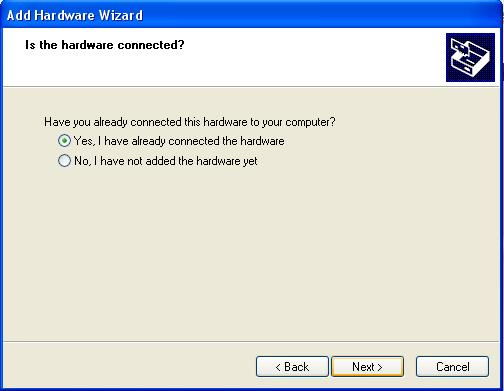 Add Hardware Wizard
Is the hardware connected?
Have you already connected this hardware to your computer?
Yes, I have already connected the hardware
No, I have not added the hardware yet
< Back
Next >
Cancel